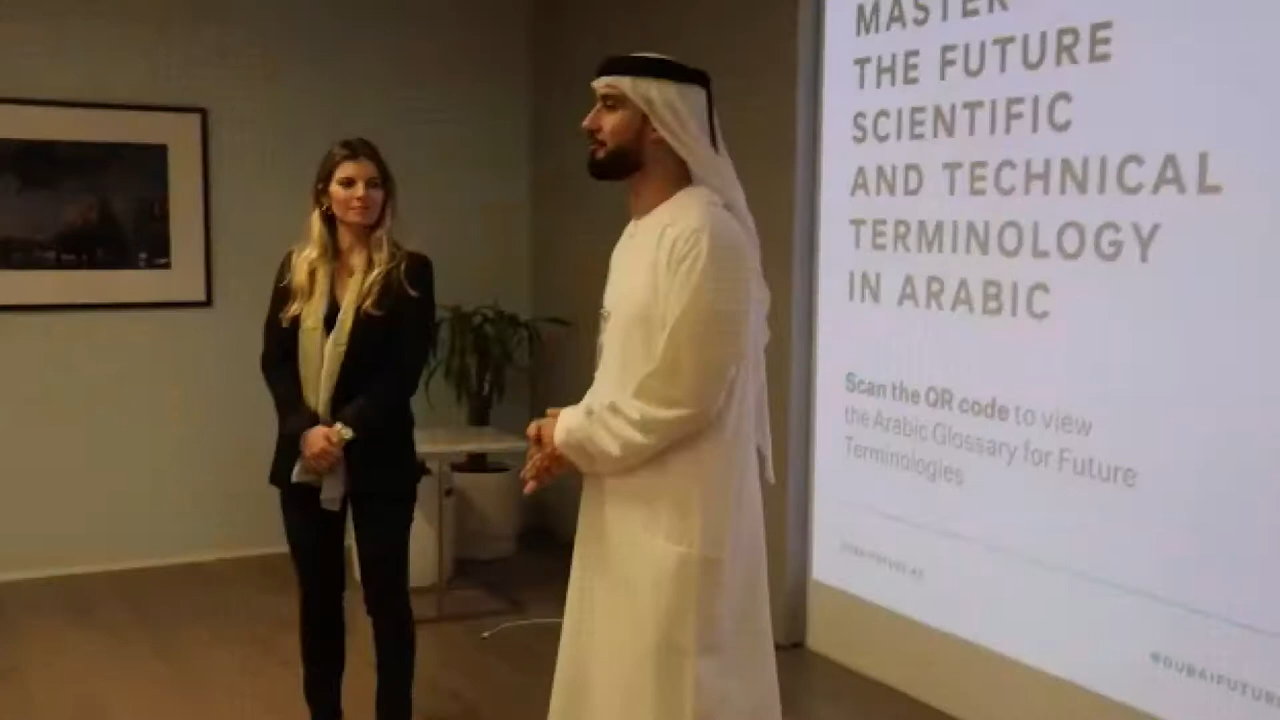 MASTER
THE FUTURE
SCIENTIFIC
AND TECHNICAL
TERMINOLOGY
IN ARABIC
Scan the QR code to view
the Arabic Glossary for Future
Terminologies